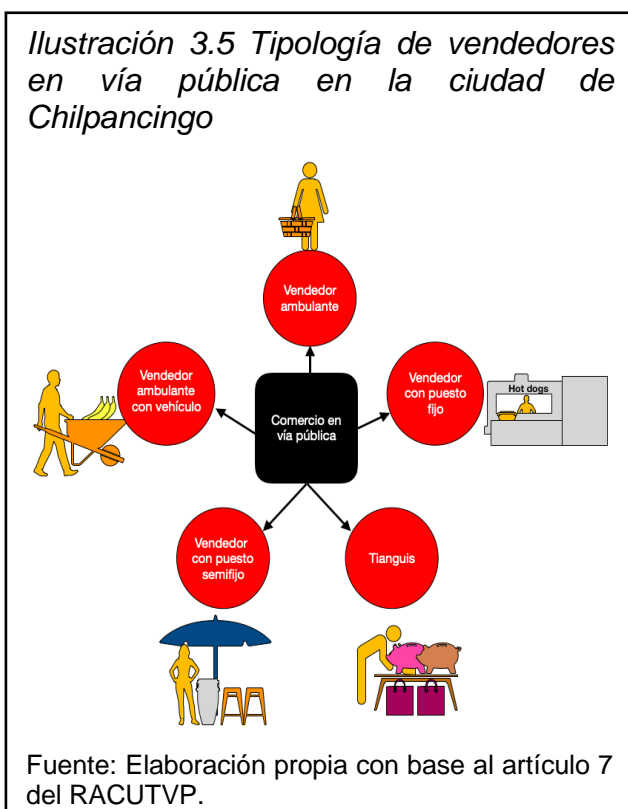 Ilustración 3.5 Tipología de vendedores
en vía pública en la ciudad de
Chilpancingo
Vendedor
ambulante
Vendedor
ambulante
con vehículo
Vendedor
con puesto
fijo
Hot dogs
Comercio en
vía pública
Vendedor
con puesto
semifijo
Tianguis
Fuente: Elaboración propia con base al artículo 7
del RACUTVP.